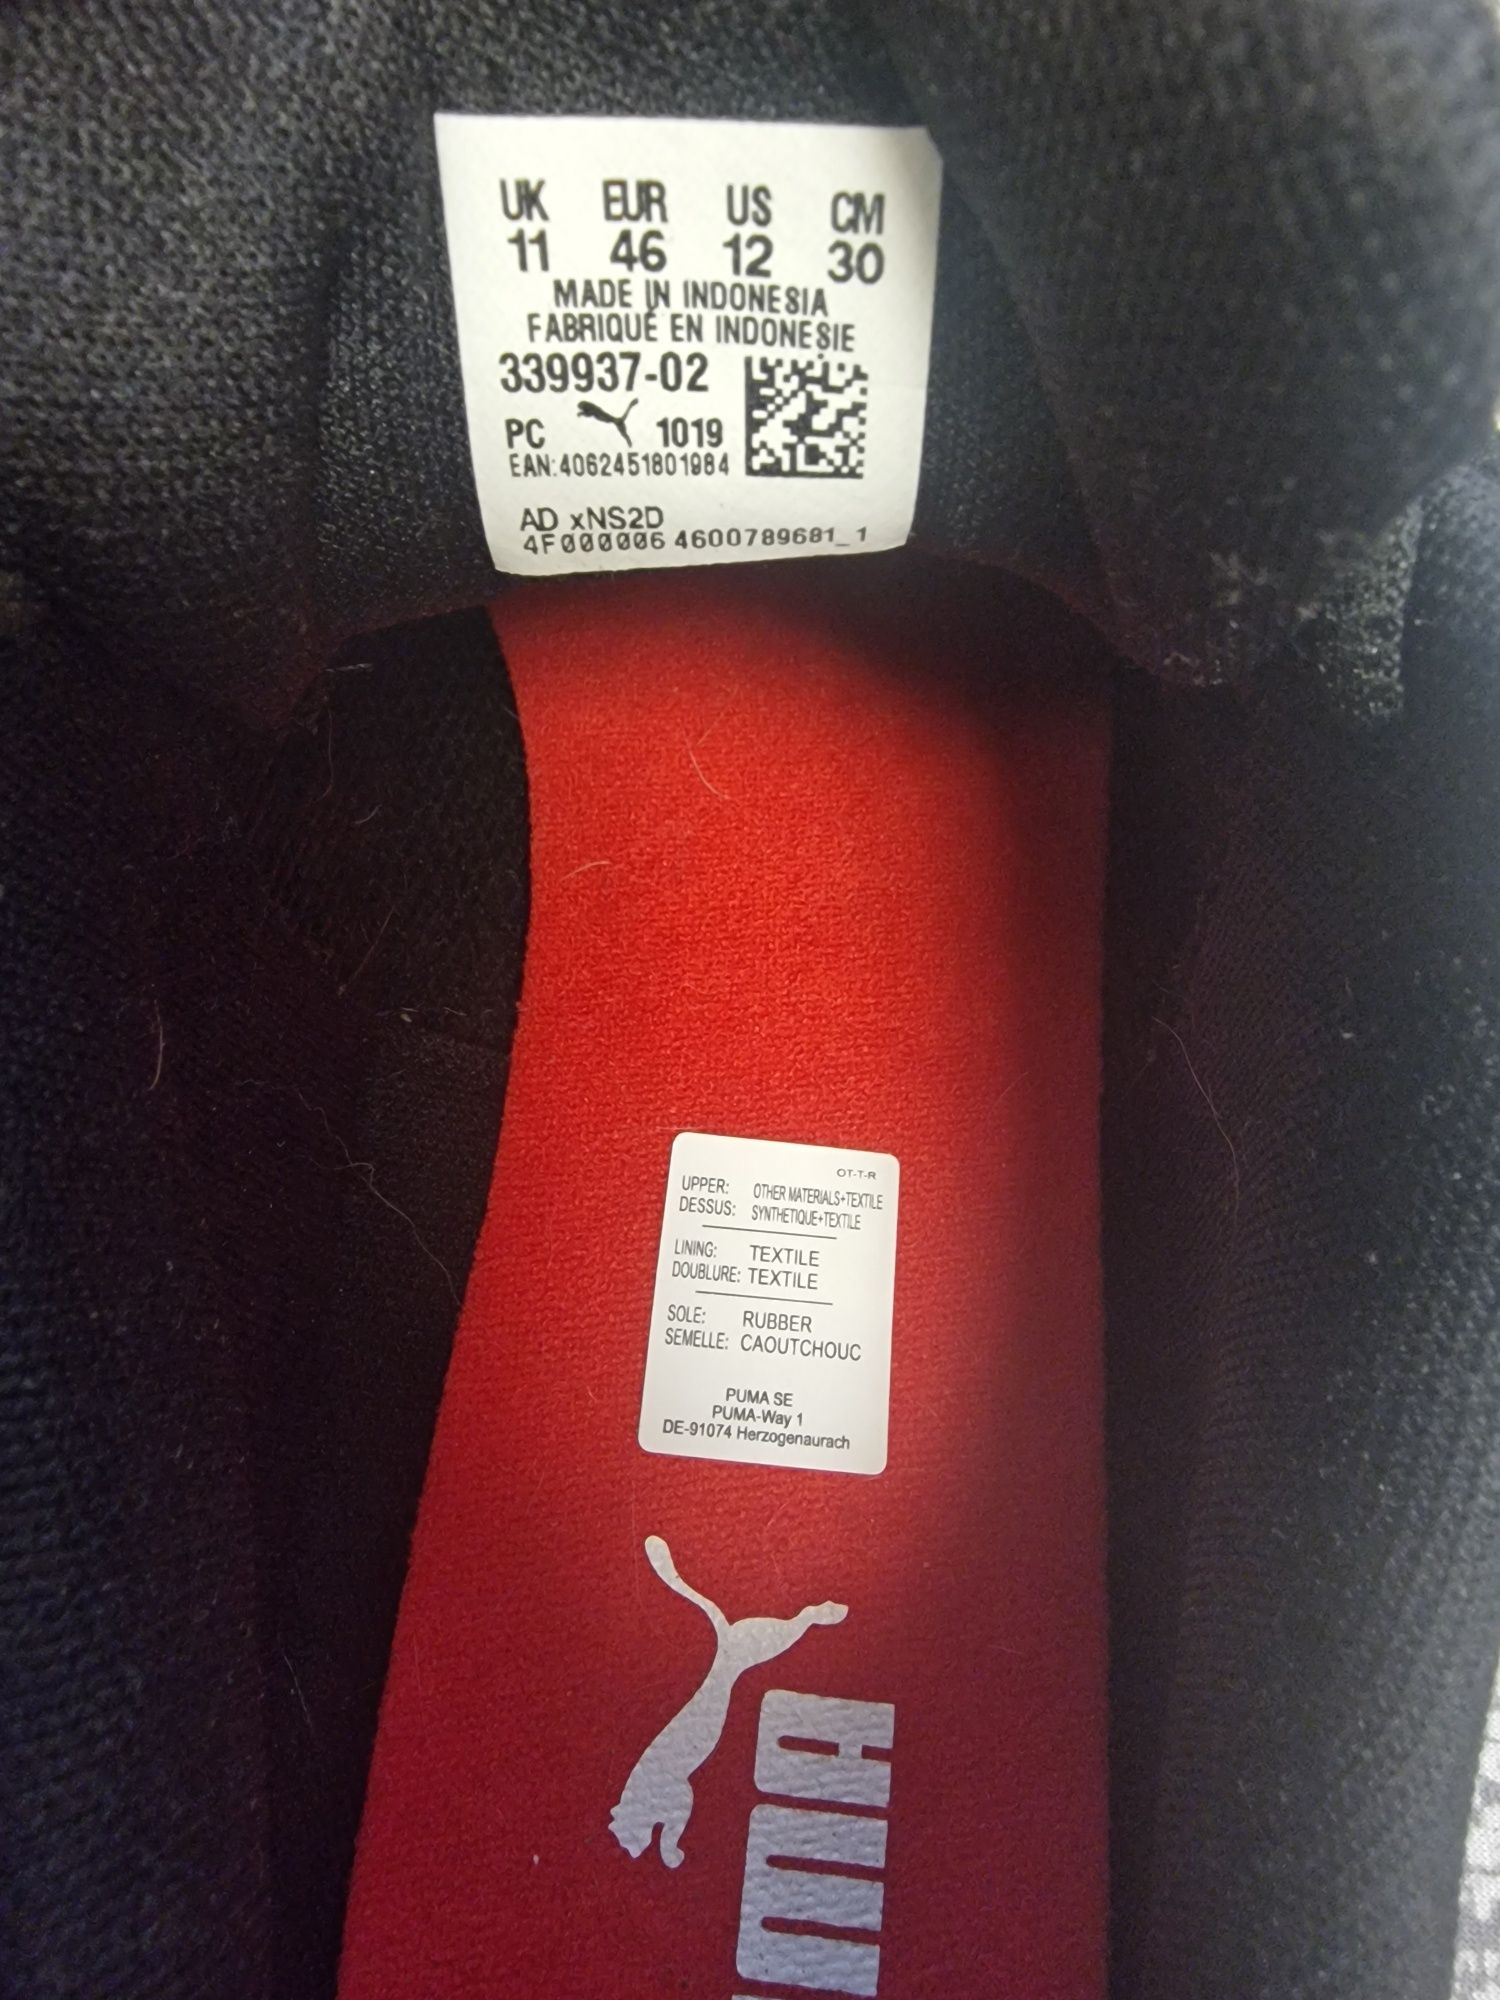 UK EUR US CM
11 46 12 30
MADE IN INDONESIA
FABRIQUÉ EN INDONESIE
339937-02
PC 1019
EAN:4062451801984
AD xNS2D
4F000006 4600789681_1
OT-T-R
UPPER: OTHER MATERIALS+TEXTILE
DESSUS: SYNTHETIQUE+TEXTILE
LINING: TEXTILE
DOUBLURE: TEXTILE
SOLE: RUBBER
SEMELLE: CAOUTCHOUC
PUMA SE
PUMA-Way 1
DE-91074 Herzogenaurach
PUMA